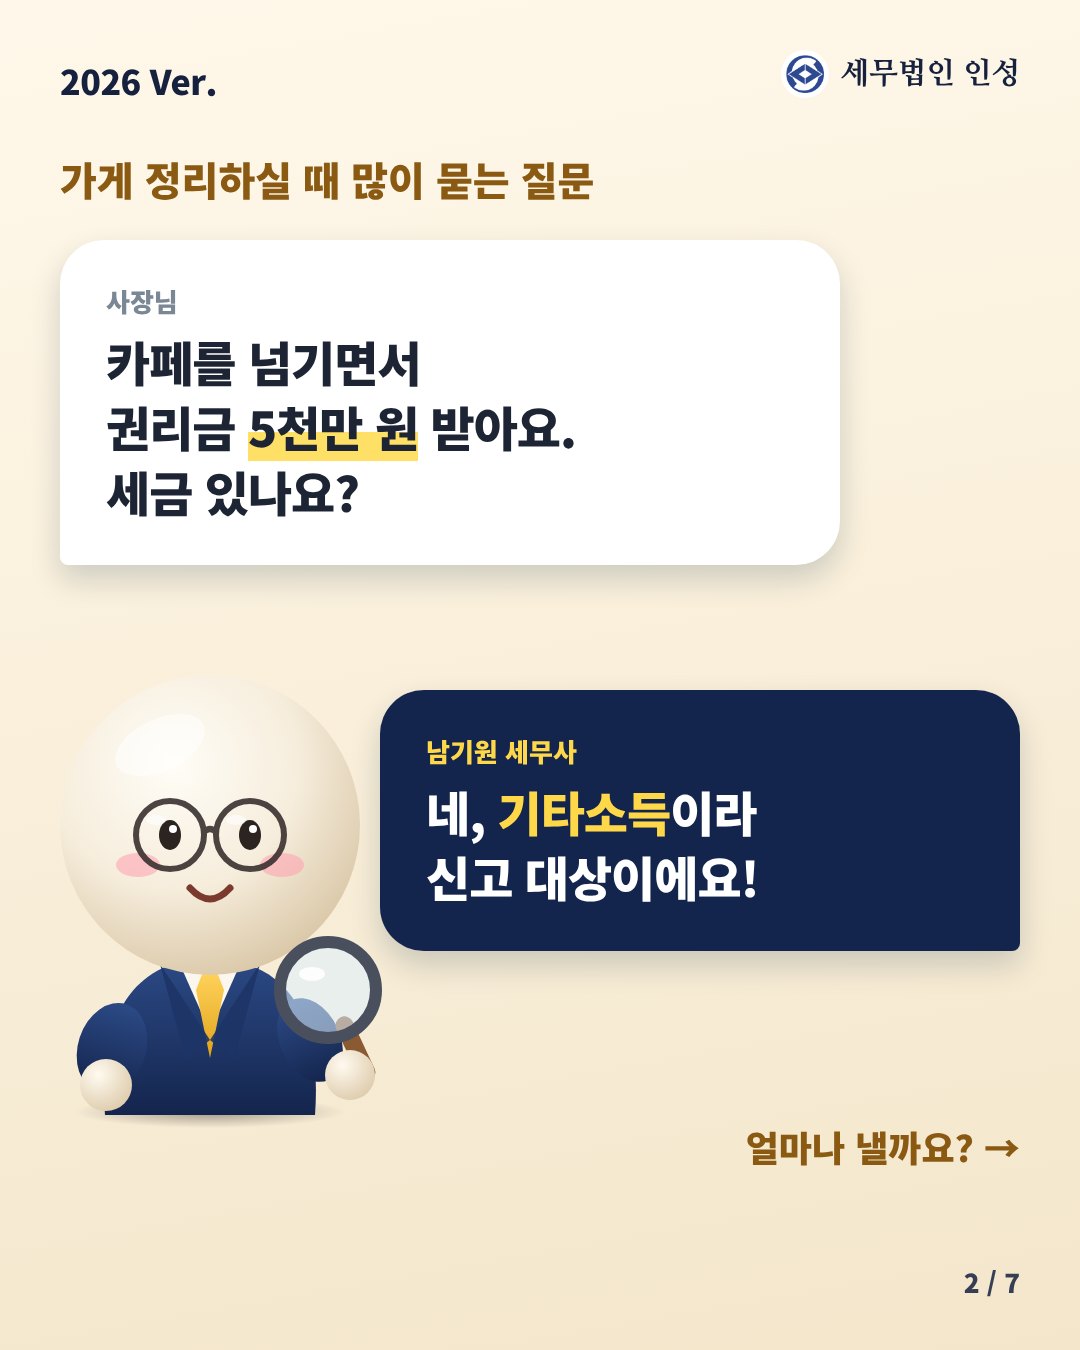 2026 Ver.
세무법인 인성
가게 정리하실 때 많이 묻는 질문
사장님
카페를 넘기면서
권리금 5천만 원 받아요.
세금 있나요?
남기원 세무사
네, 기타소득이라
신고 대상이에요!
얼마나 낼까요? →
2 / 7